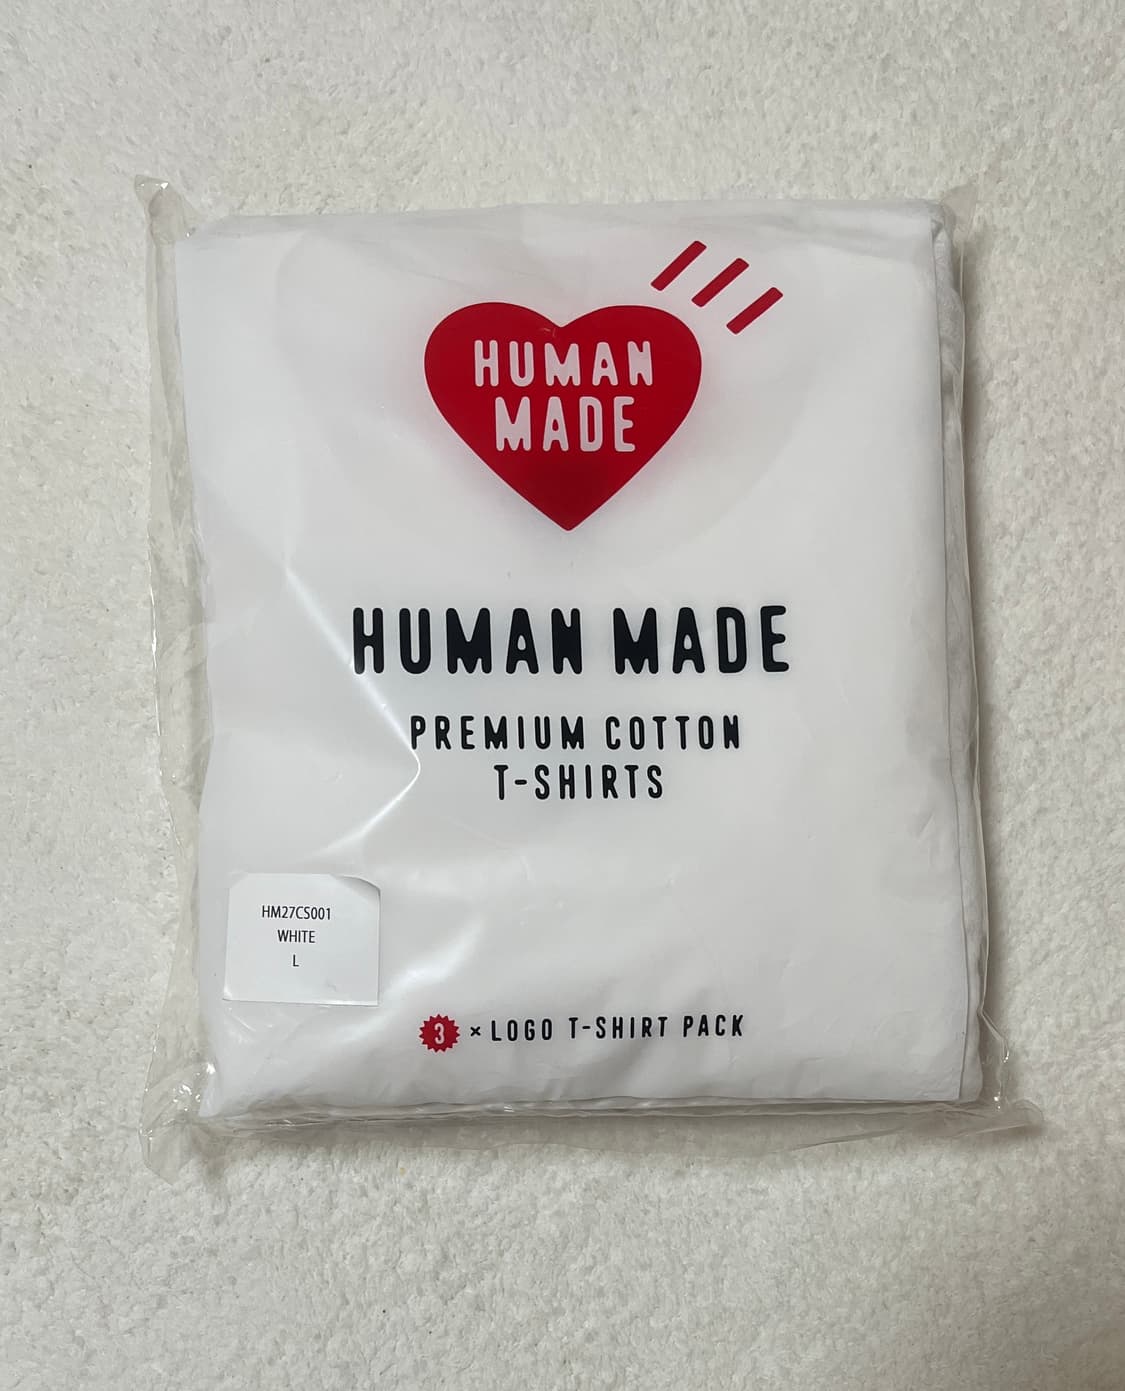 HUMAN
MADE
HUMAN MADE
PREMIUM COTTON
T-SHIRTS
HM27CS001
WHITE
L
3 × LOGO T-SHIRT PACK